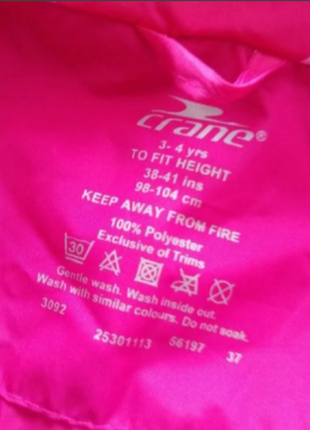 crane®
3- 4 yrs
TO FIT HEIGHT
38-41 ins
98-104 cm
KEEP AWAY FROM FIRE
100% Polyester
Exclusive of Trims
30
Gentle wash. Wash inside out.
Wash with similar colours. Do not soak.
3092
25301113 56197 37